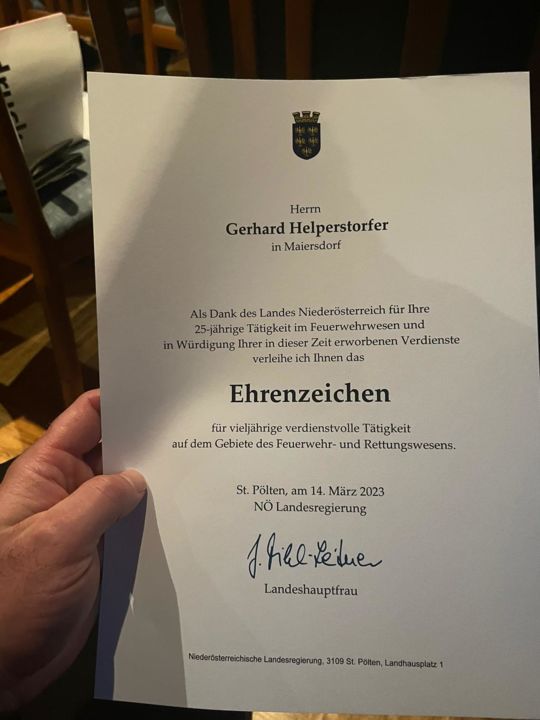 Herrn
Gerhard Helperstorfer
in Maiersdorf
Als Dank des Landes Niederösterreich für Ihre
25-jährige Tätigkeit im Feuerwehrwesen und
in Würdigung Ihrer in dieser Zeit erworbenen Verdienste
verleihe ich Ihnen das
Ehrenzeichen
für vieljährige verdienstvolle Tätigkeit
auf dem Gebiete des Feuerwehr- und Rettungswesens.
St. Pölten, am 14. März 2023
NÖ Landesregierung
Landeshauptfrau
Niederösterreichische Landesregierung, 3109 St. Pölten, Landhausplatz 1